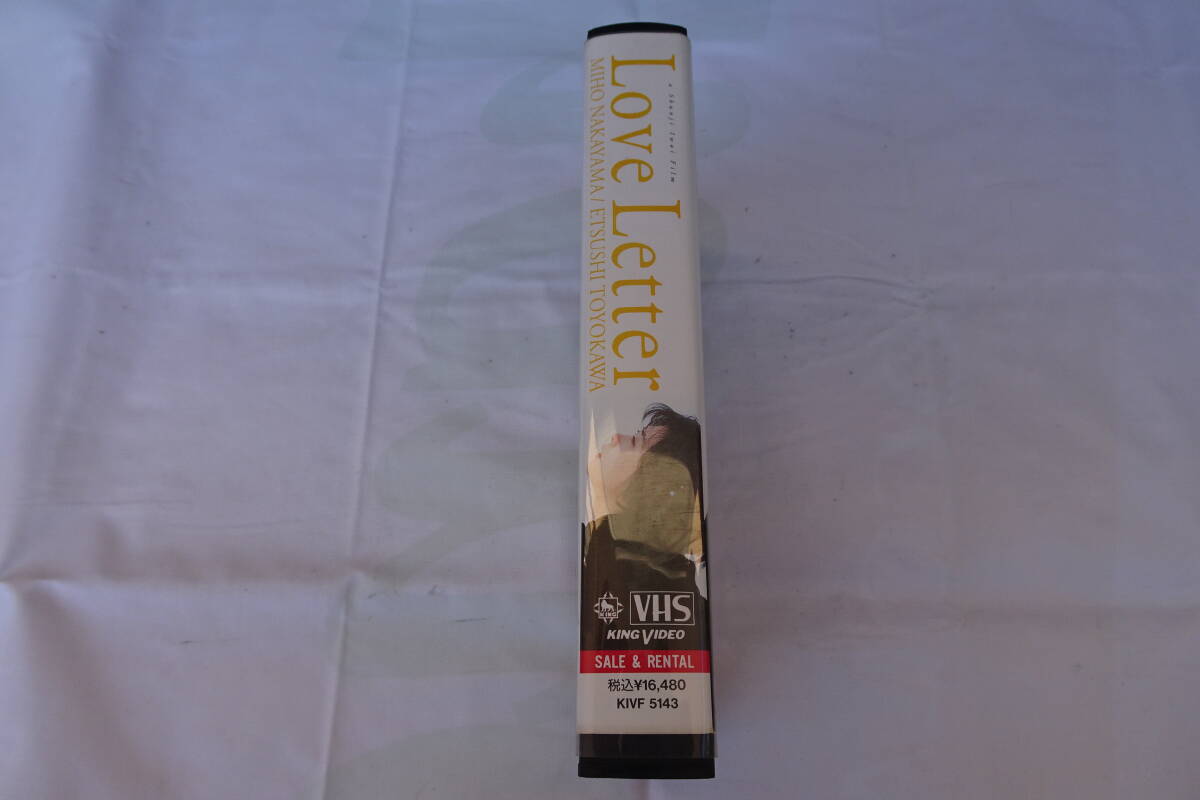 a Shunji Iwai Film
Love Letter
MIHO NAKAYAMA / ETSUSHI TOYOKAWA
KING
VHS
KING VIDEO
SALE & RENTAL
税込¥16,480
KIVF 5143